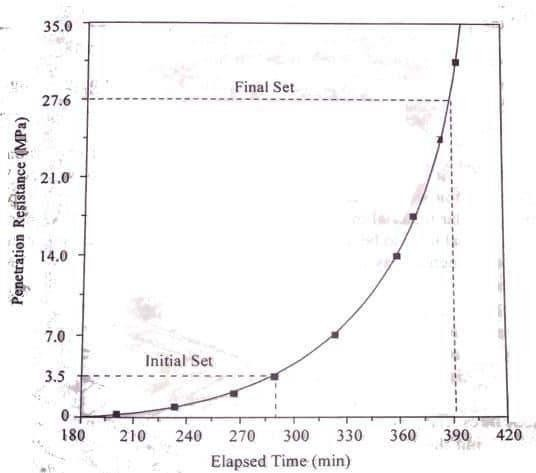 35.0
Final Set
27.6
21.0
14.0
7.0
Initial Set
3.5
0
180 210 240 270 300 330 360 390 420
Elapsed Time (min)
Penetration Resistance (MPa)